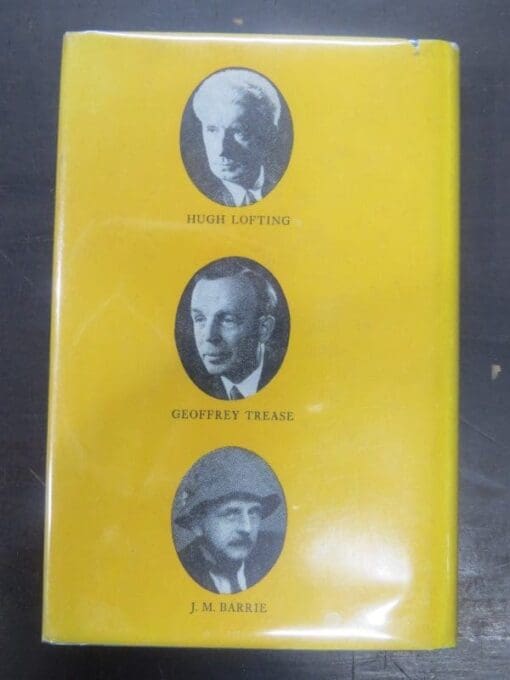 HUGH LOFTING
GEOFFREY TREASE
J. M. BARRIE